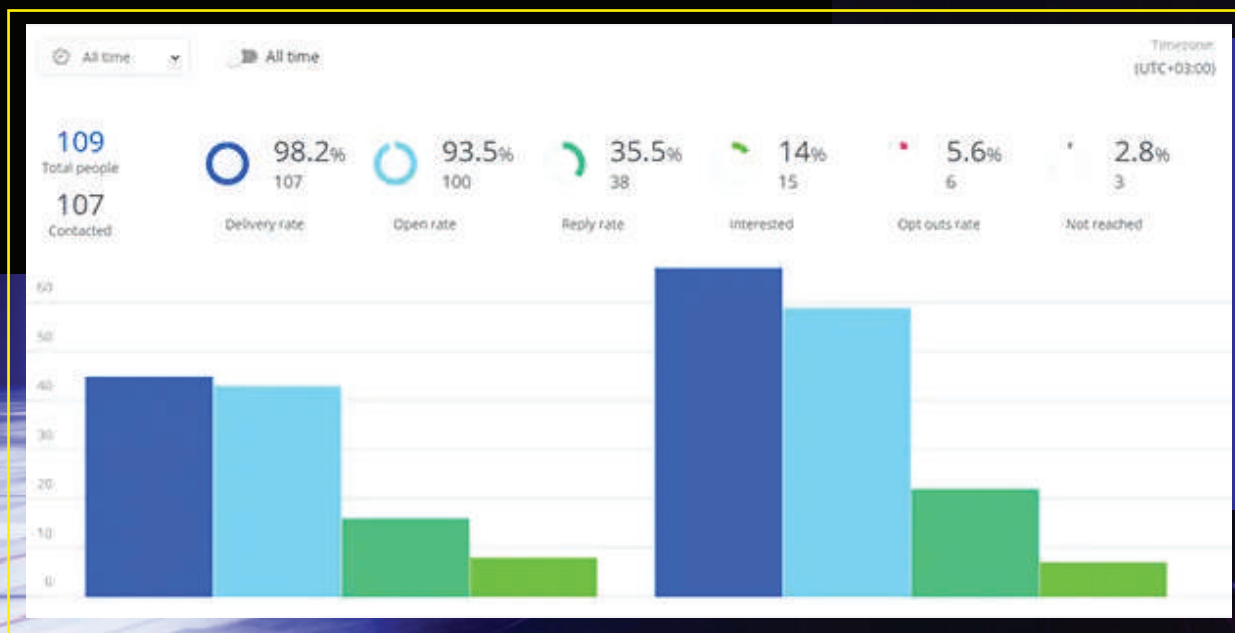 All time
All time
Timezone:
(UTC+03:00)
109
Total people
107
Contacted
98.2%
107
Delivery rate
93.5%
100
Open rate
35.5%
38
Reply rate
14%
15
Interested
5.6%
6
Opt outs rate
2.8%
3
Not reached
60
50
40
30
20
10
0